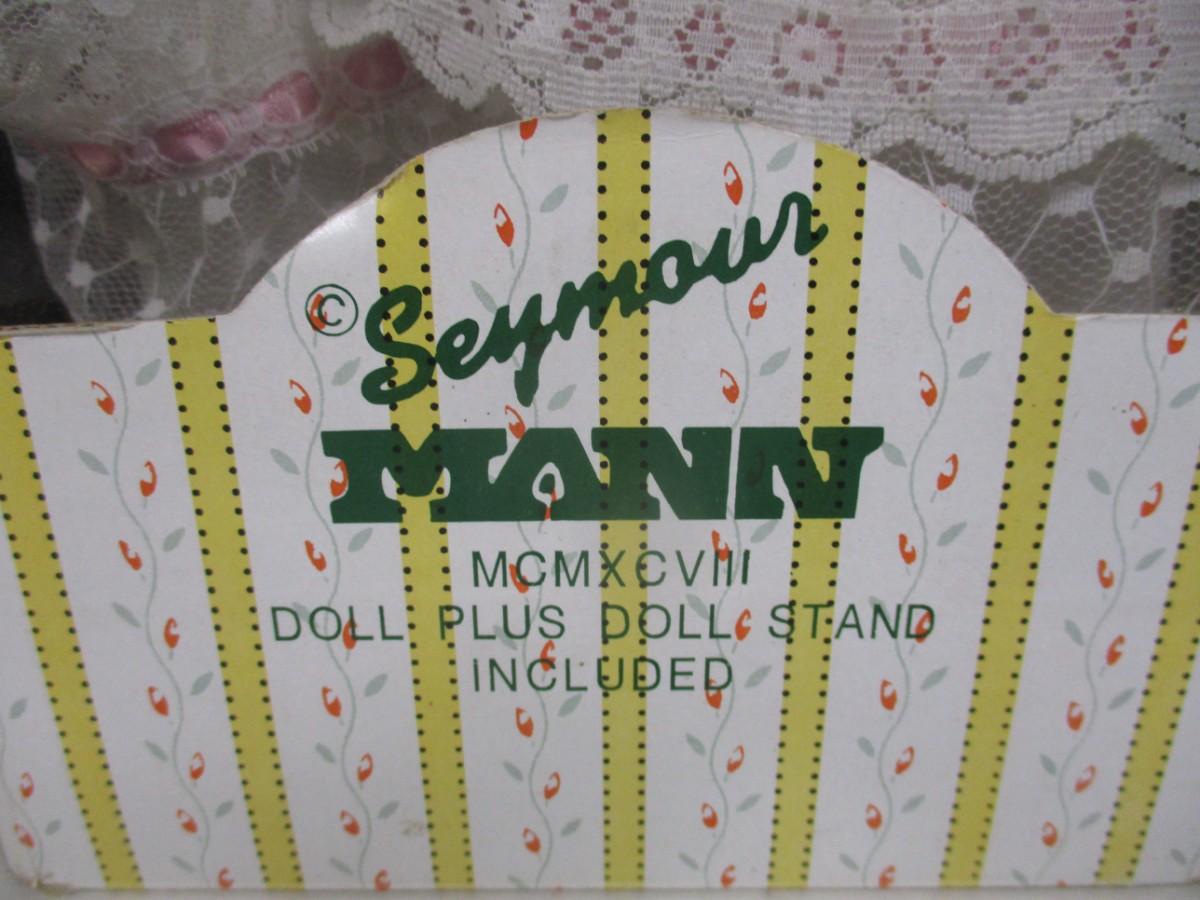 © Seymour
MANN
MCMXCVIII
DOLL PLUS DOLL STAND
INCLUDED